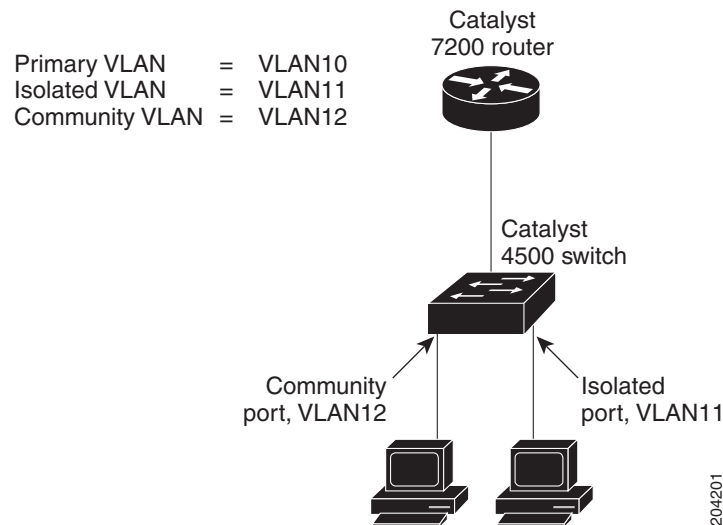 Catalyst
7200 router
Primary VLAN = VLAN10
Isolated VLAN = VLAN11
Community VLAN = VLAN12
Catalyst
4500 switch
Community
port, VLAN12
Isolated
port, VLAN11
204201